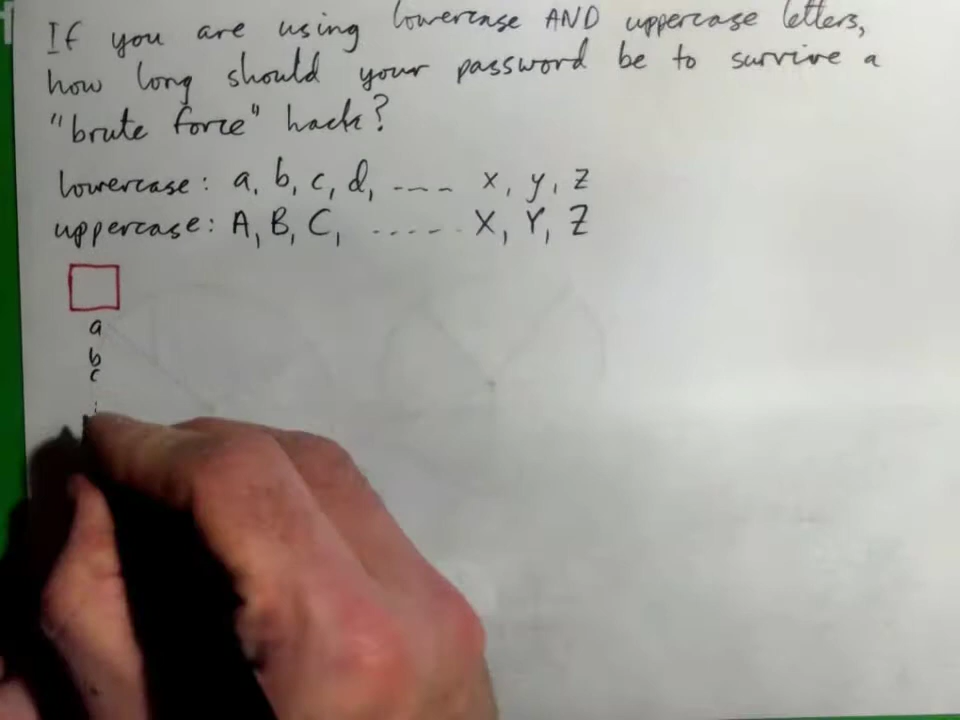 If you are using lowercase AND uppercase letters,
how long should your password be to survive a
"brute force" hack?
lowercase: a, b, c, d, ---- x, y, z
uppercase: A, B, C, ..... X, Y, Z
a
b
c